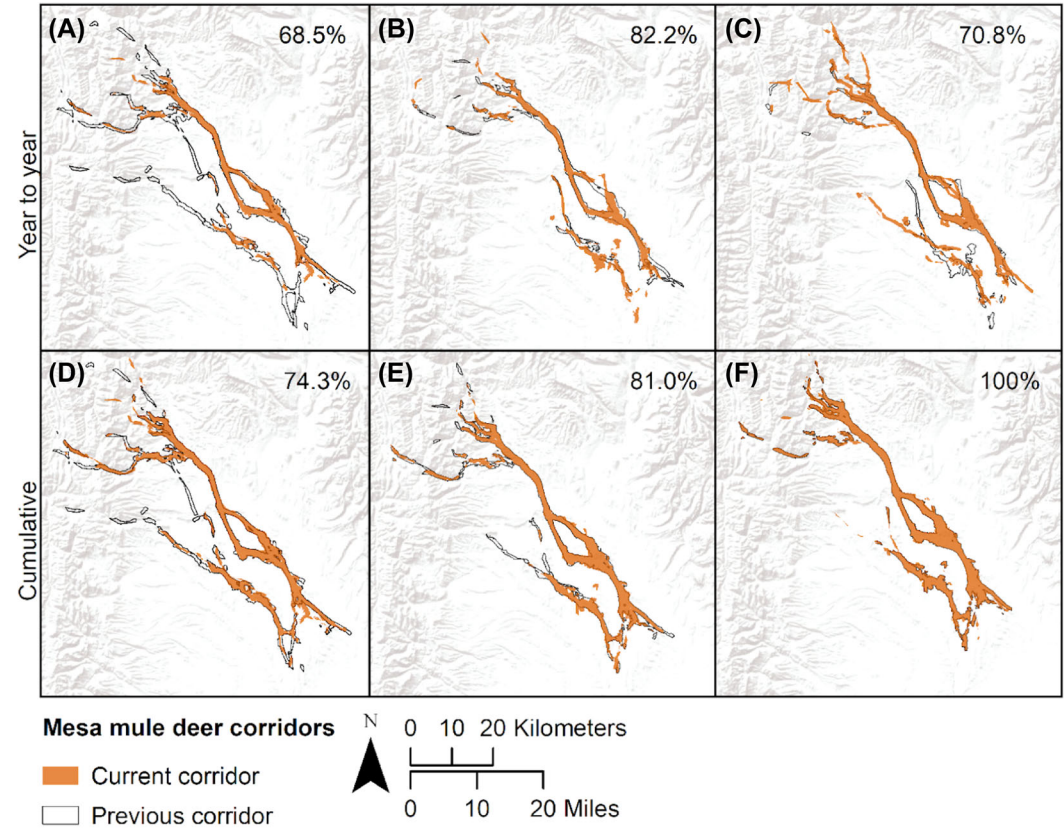 (A) 68.5%
(B) 82.2%
(C) 70.8%
Year to year
(D) 74.3%
(E) 81.0%
(F) 100%
Cumulative
Mesa mule deer corridors
Current corridor
Previous corridor
N
0 10 20 Kilometers
0 10 20 Miles